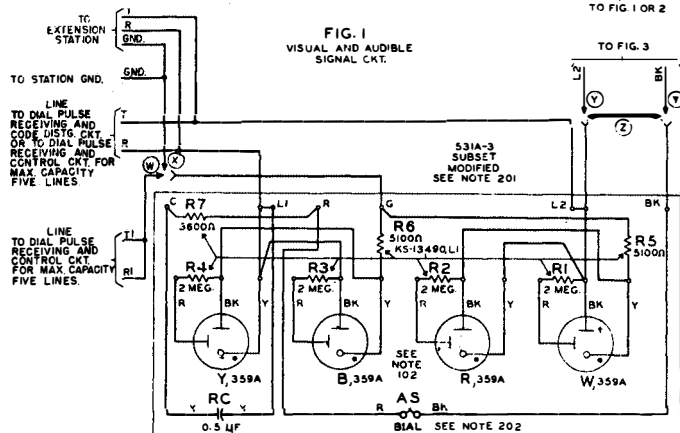 TO FIG. 1 OR 2
FIG. 1
VISUAL AND AUDIBLE
SIGNAL CKT.
TO
EXTENSION
STATION
T
R
GND.
TO FIG. 3
L2
BK
TO STATION GND.
GND.
Y
Z
V
LINE
TO DIAL PULSE
RECEIVING AND
CODE DISTG. CKT.
OR TO DIAL PULSE
RECEIVING AND
CONTROL CKT. FOR
MAX. CAPACITY
FIVE LINES.
T
R
W
X
531A-3
SUBSET
MODIFIED
SEE NOTE 201
LINE
TO DIAL PULSE
RECEIVING AND
CONTROL CKT.
FOR MAX. CAPACITY
FIVE LINES.
T1
R1
C
R7
3600Ω
L1
R
G
L2
BK
R6
5100Ω
KS-13490,L1
R5
5100Ω
R4
2 MEG.
R3
2 MEG.
R2
2 MEG.
R1
2 MEG.
R
BK
Y
R
BK
Y
R
BK
Y
R
BK
Y
Y, 359A
B, 359A
SEE
NOTE
102
R, 359A
W, 359A
RC
Y
Y
0.5 µF
AS
R
BK
B1AL SEE NOTE 202